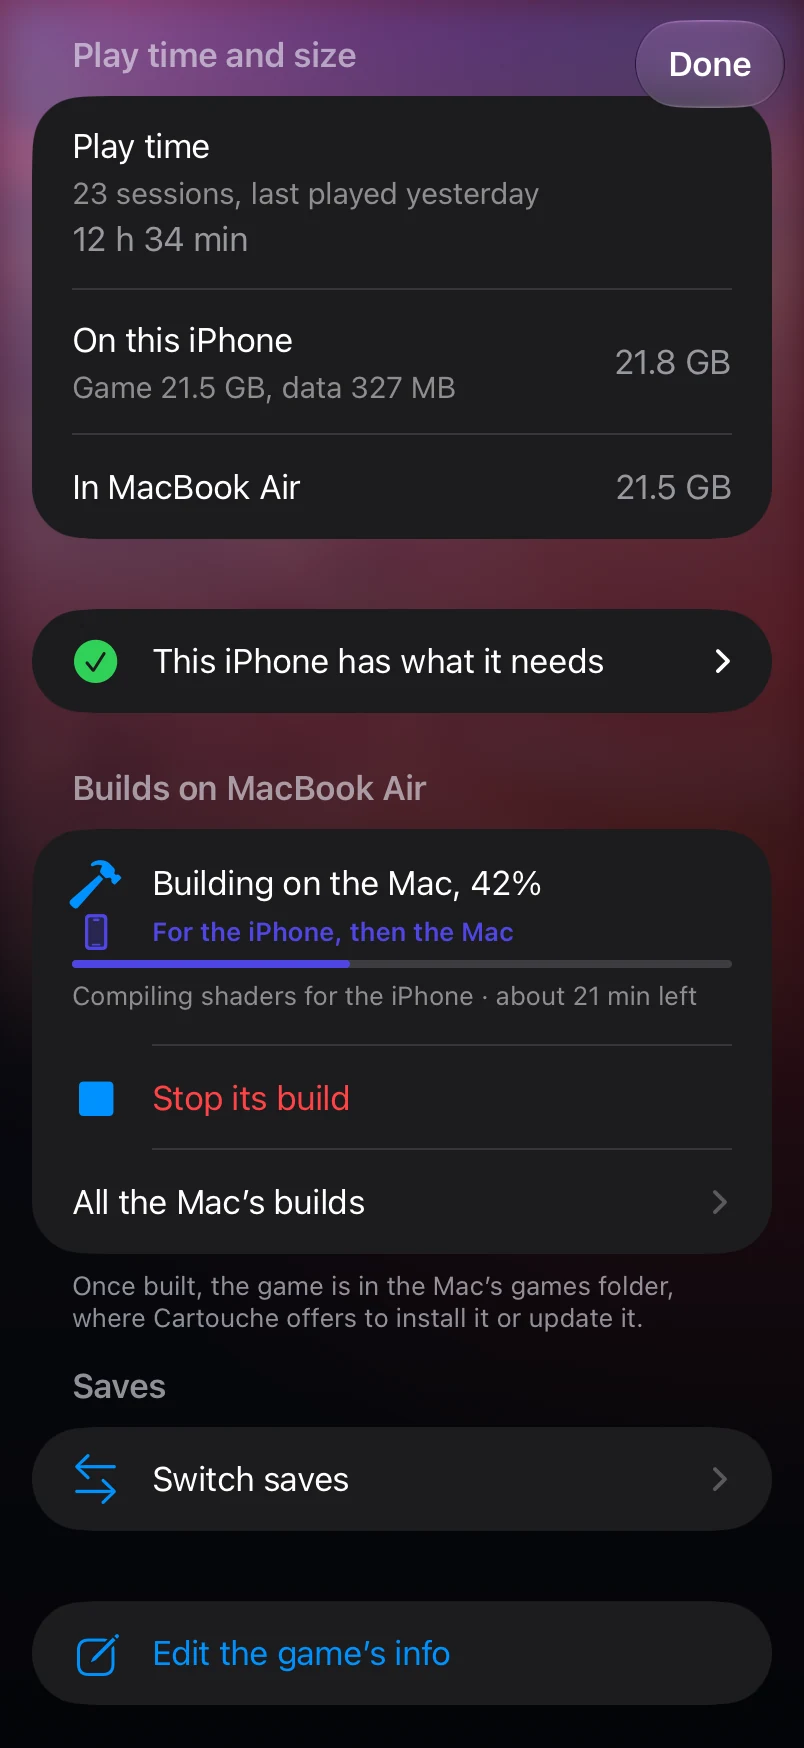 Play time and size
Done
Play time
23 sessions, last played yesterday
12 h 34 min
On this iPhone
21.8 GB
Game 21.5 GB, data 327 MB
In MacBook Air
21.5 GB
This iPhone has what it needs
Builds on MacBook Air
Building on the Mac, 42%
For the iPhone, then the Mac
Compiling shaders for the iPhone · about 21 min left
Stop its build
All the Mac’s builds
Once built, the game is in the Mac’s games folder,
where Cartouche offers to install it or update it.
Saves
Switch saves
Edit the game’s info